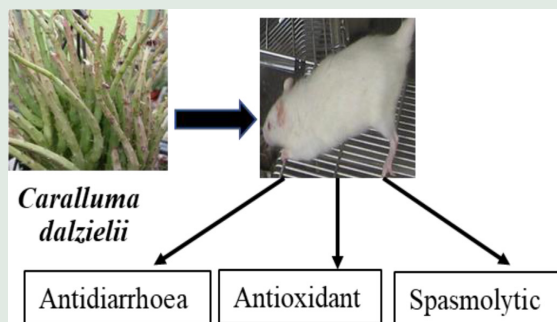 Caralluma
dalzielii
Antidiarrhoea
Antioxidant
Spasmolytic